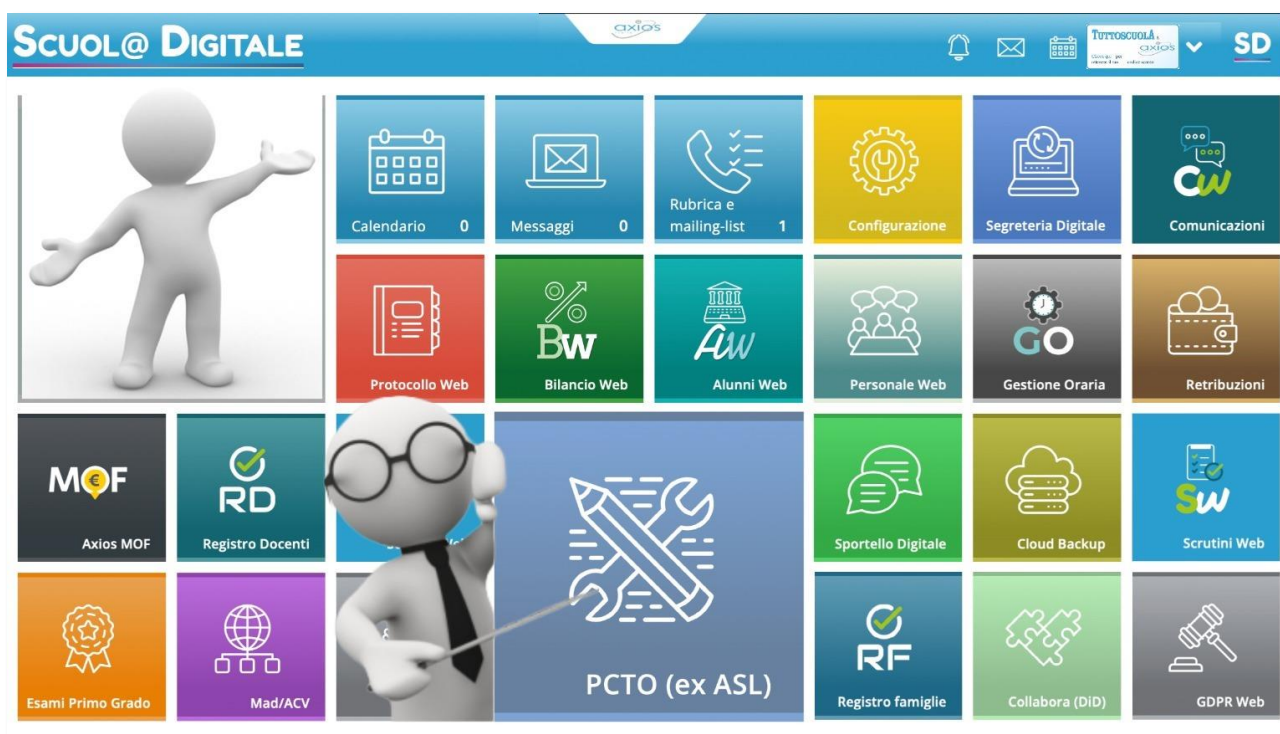 SCUOL@ DIGITALE
axios
TUTTOSCUOLA
axios
SD
Calendario 0
Messaggi 0
Rubrica e
mailing-list 1
Configurazione
Segreteria Digitale
CW
Comunicazioni
Protocollo Web
BW
Bilancio Web
AW
Alunni Web
Personale Web
GO
Gestione Oraria
Retribuzioni
MOF
Axios MOF
RD
Registro Docenti
PCTO (ex ASL)
Sportello Digitale
Cloud Backup
SW
Scrutini Web
Esami Primo Grado
Mad/ACV
RF
Registro famiglie
Collabora (DiD)
GDPR Web